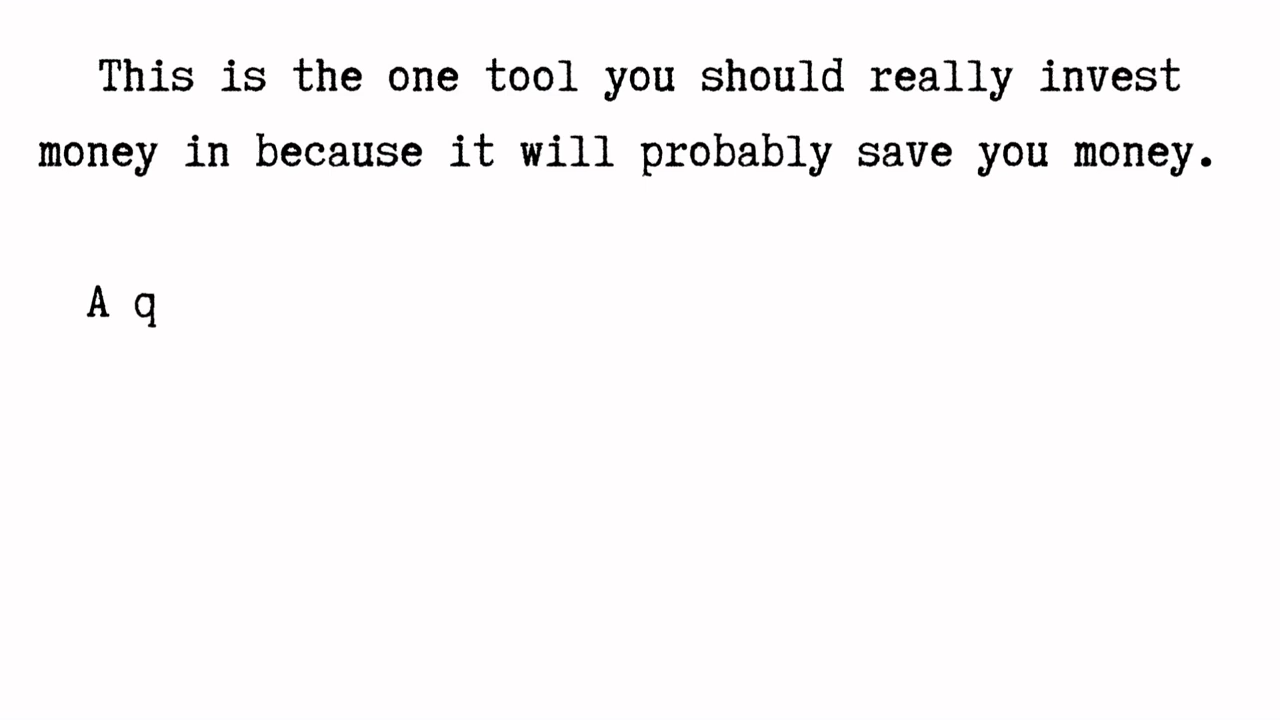 This is the one tool you should really invest
money in because it will probably save you money.
A q